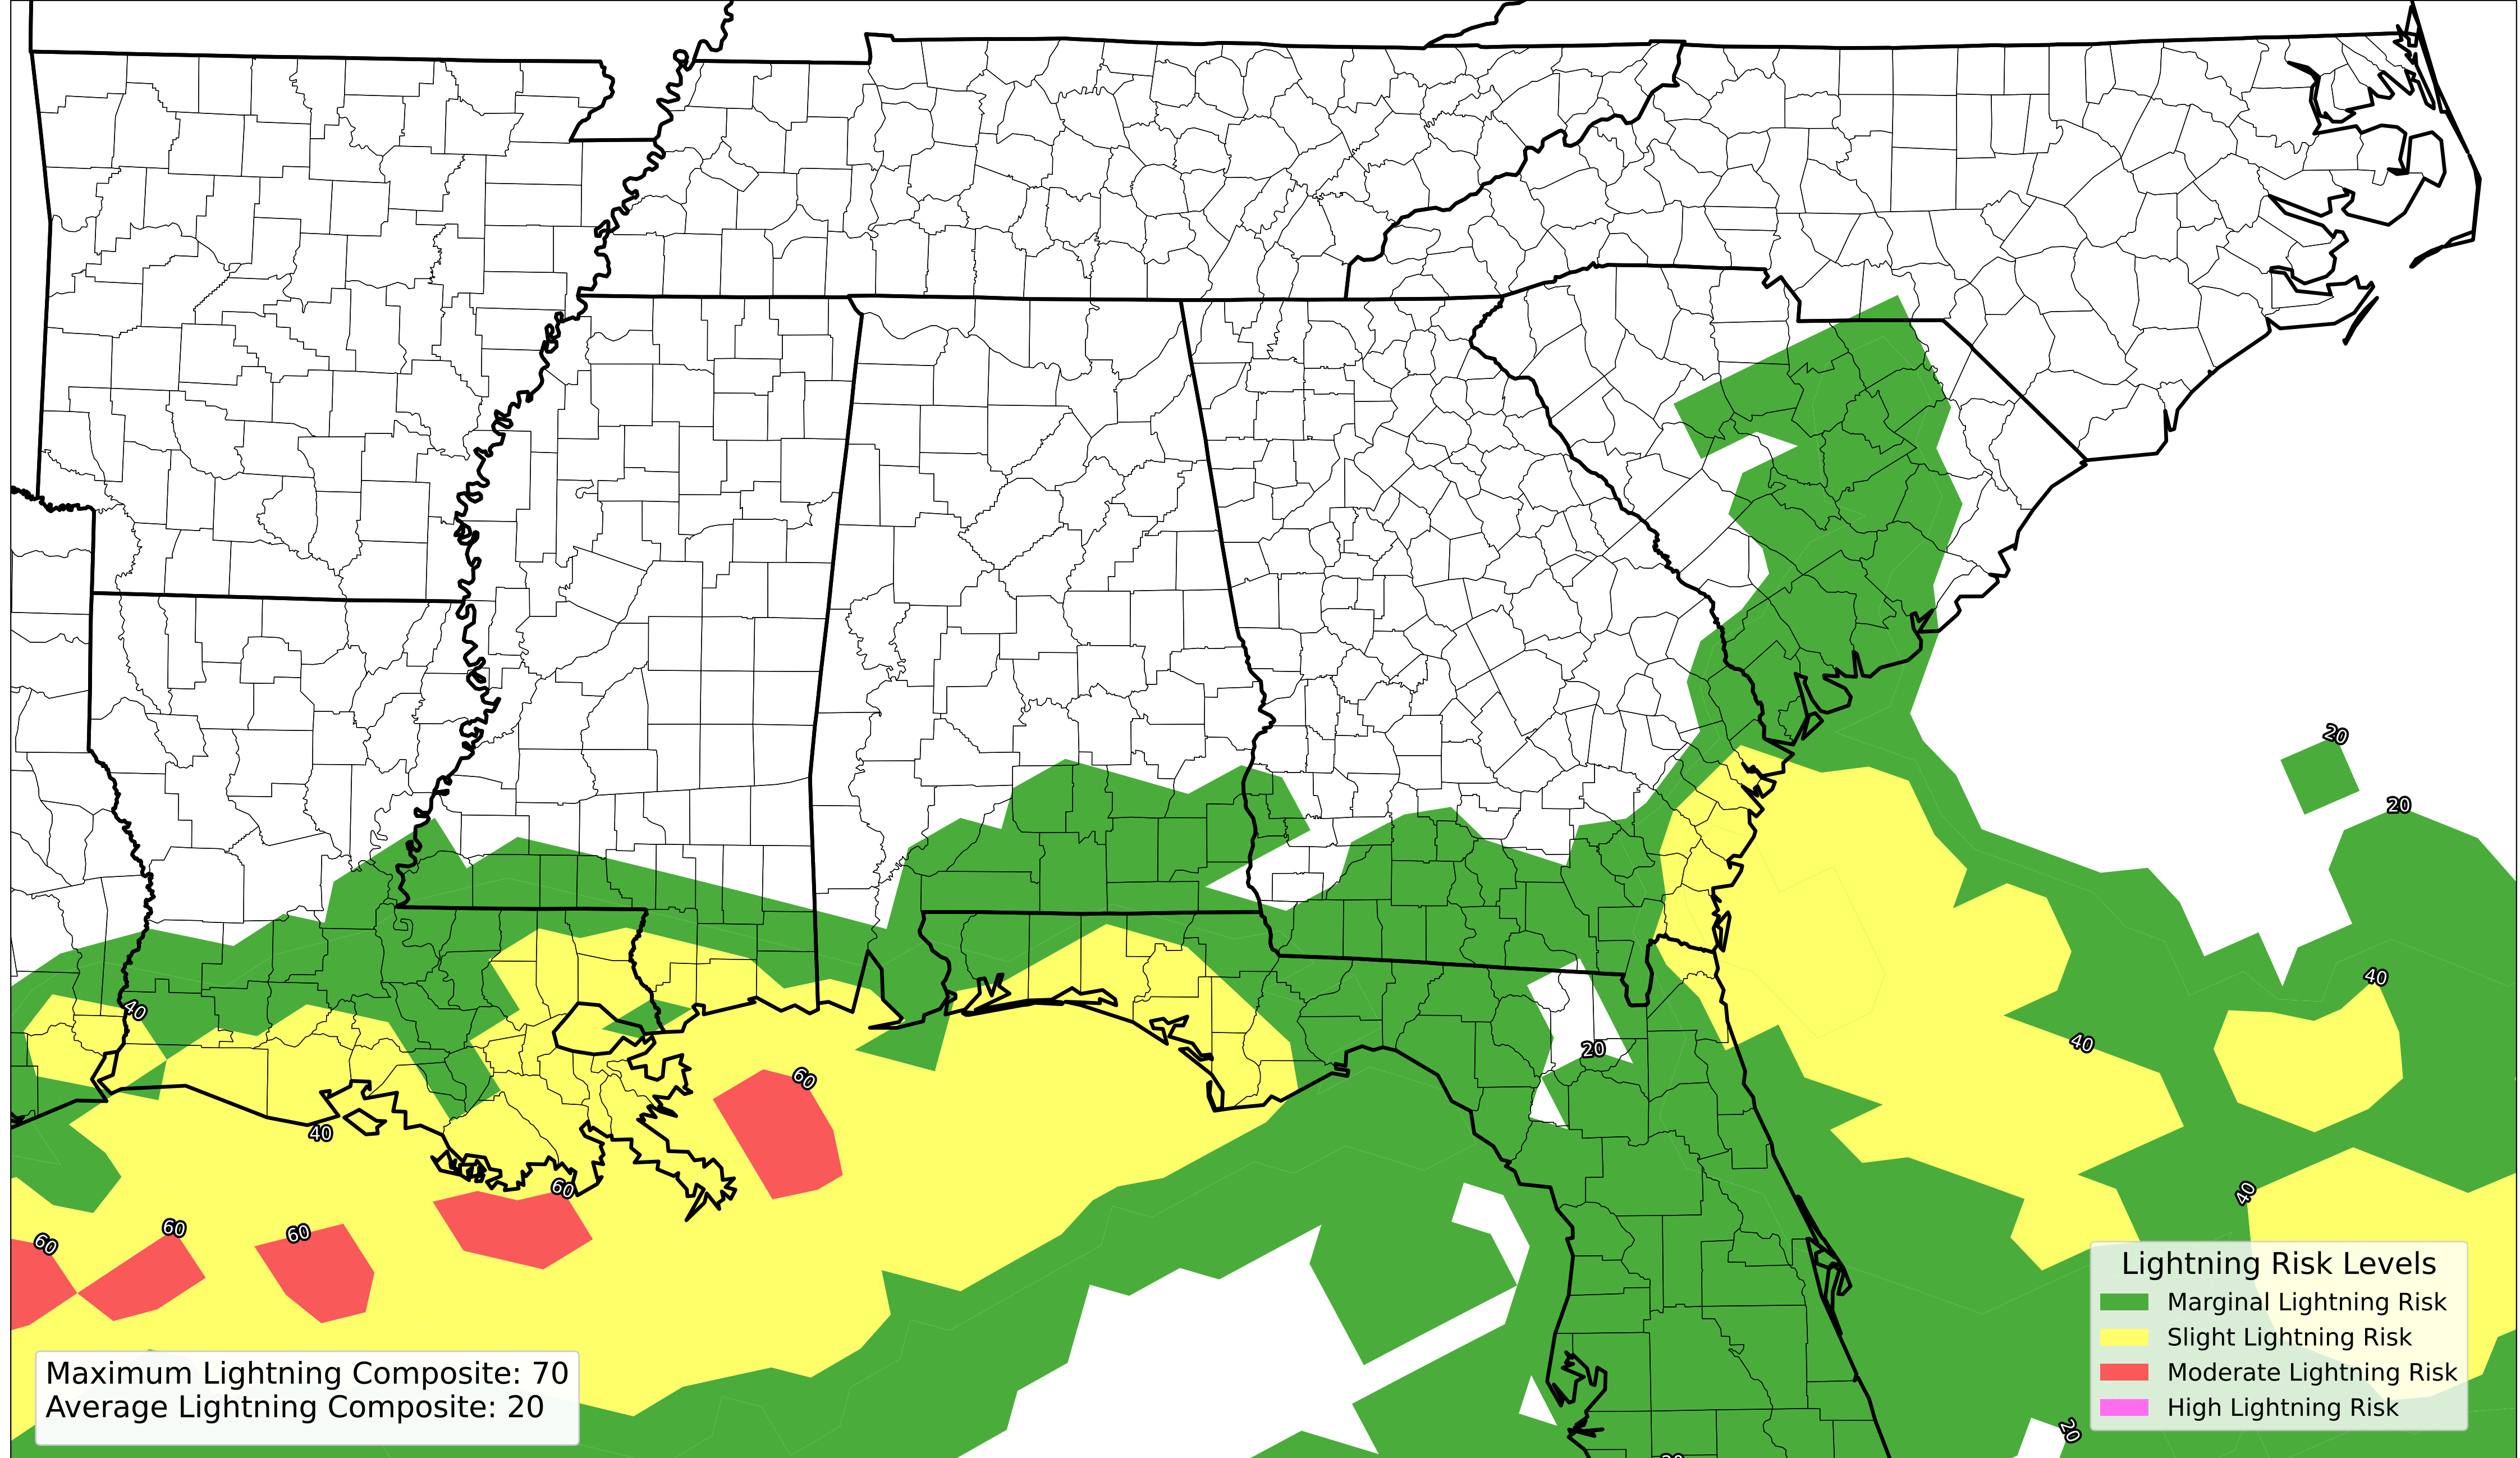 20
20
40
40
40
20
60
40
60
40
60
60
60
Lightning Risk Levels
Marginal Lightning Risk
Slight Lightning Risk
Moderate Lightning Risk
High Lightning Risk
Maximum Lightning Composite: 70
Average Lightning Composite: 20
20